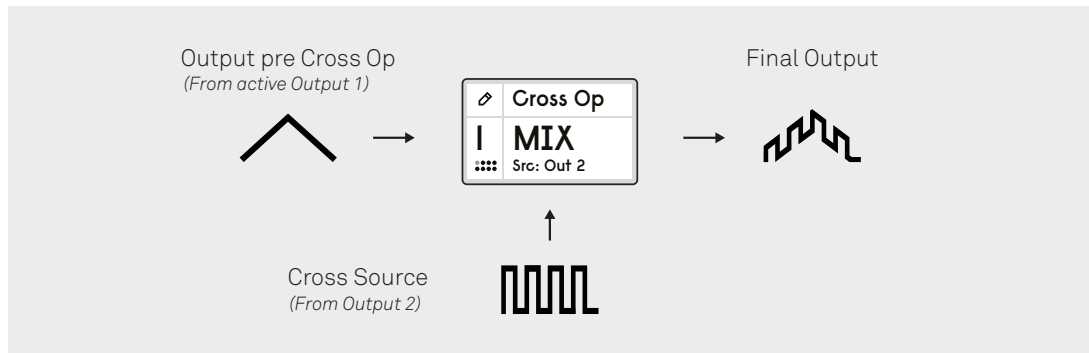 Output pre Cross Op
(From active Output 1)
Final Output
Cross Op
1 MIX
Src: Out 2
Cross Source
(From Output 2)